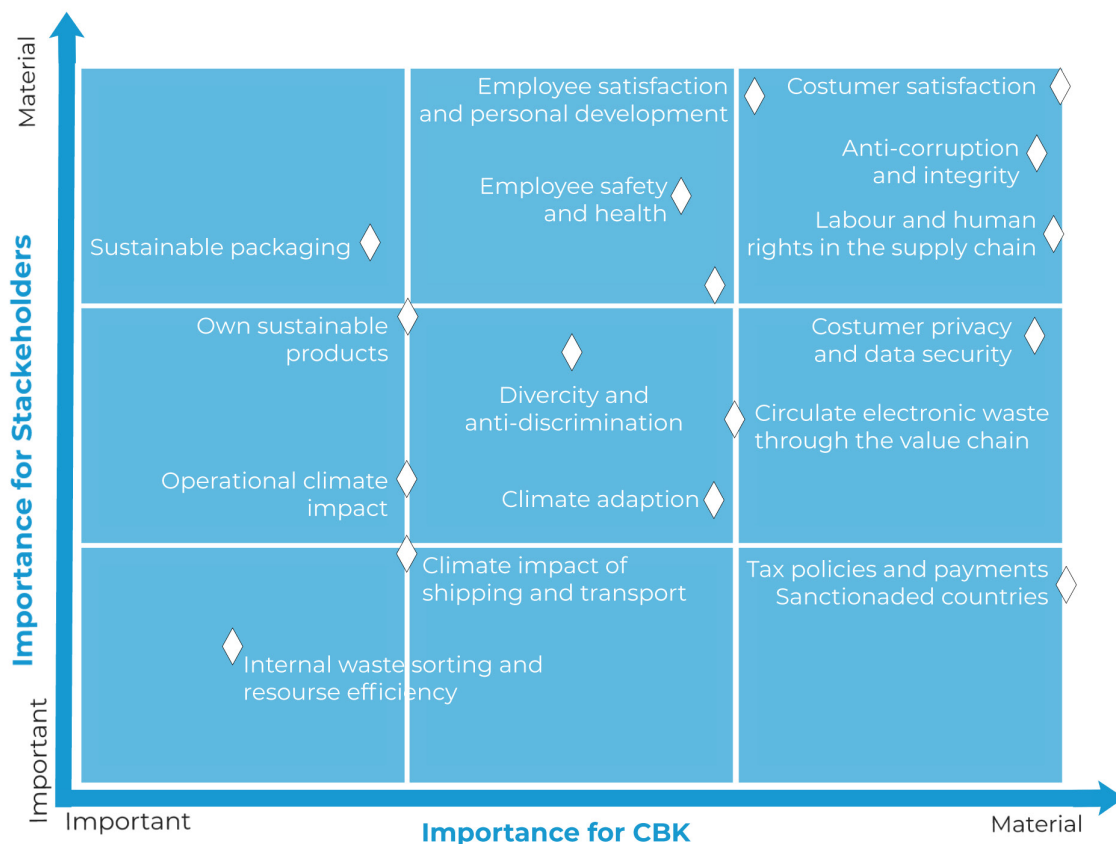 Material
Importance for Stackeholders
Important
Employee satisfaction
and personal development
Costumer satisfaction
Anti-corruption
and integrity
Employee safety
and health
Labour and human
rights in the supply chain
Sustainable packaging
Own sustainable
products
Costumer privacy
and data security
Divercity and
anti-discrimination
Circulate electronic waste
through the value chain
Operational climate
impact
Climate adaption
Climate impact of
shipping and transport
Tax policies and payments
Sanctionaded countries
Internal waste sorting and
resourse efficiency
Important
Importance for CBK
Material